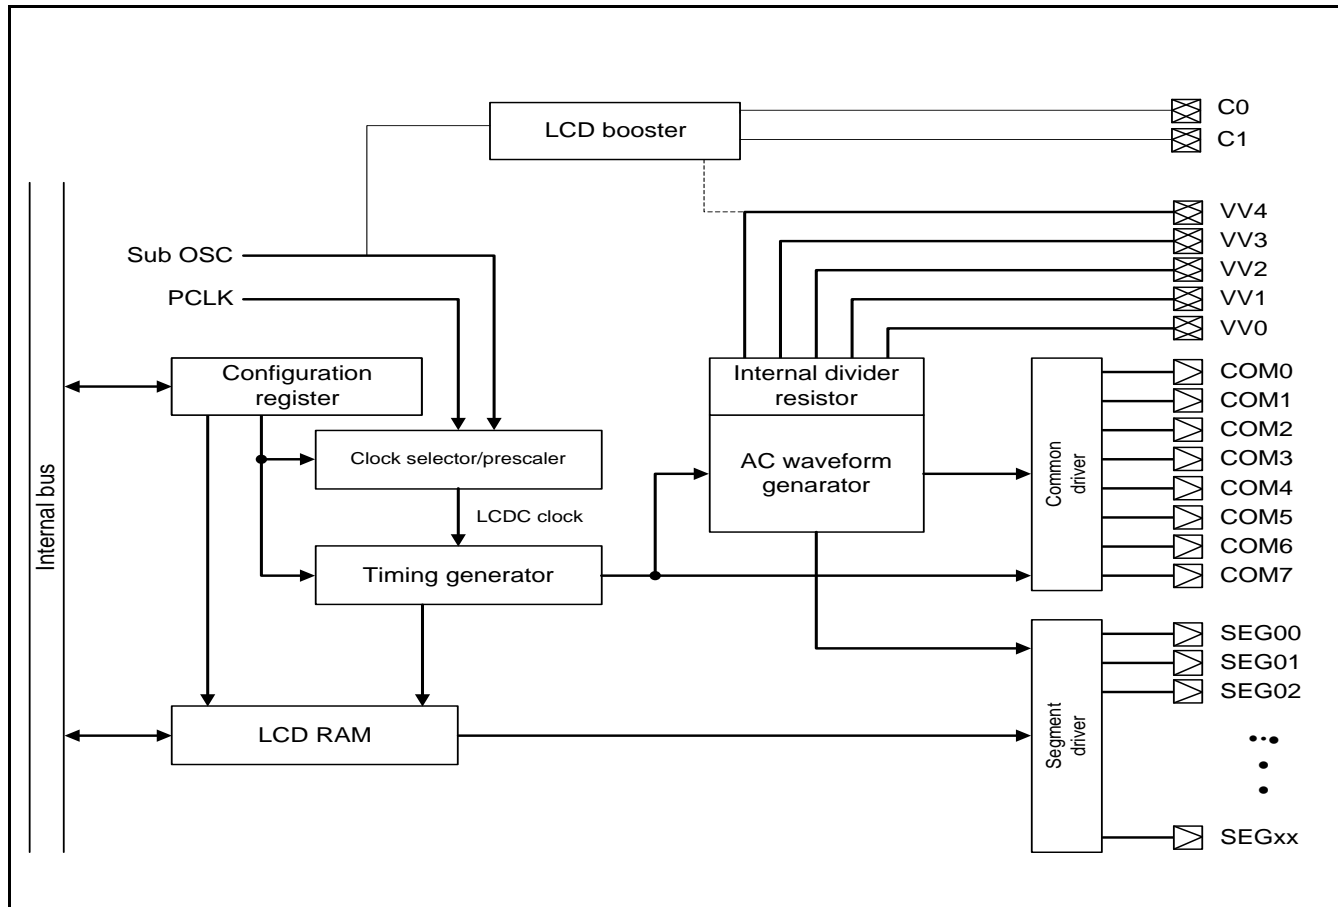 LCD booster
C0
C1
VV4
VV3
VV2
VV1
VV0
Sub OSC
PCLK
Internal bus
Configuration
register
Clock selector/prescaler
LCDC clock
Timing generator
LCD RAM
Internal divider
resistor
AC waveform
genarator
Common
driver
COM0
COM1
COM2
COM3
COM4
COM5
COM6
COM7
Segment
driver
SEG00
SEG01
SEG02
SEGxx